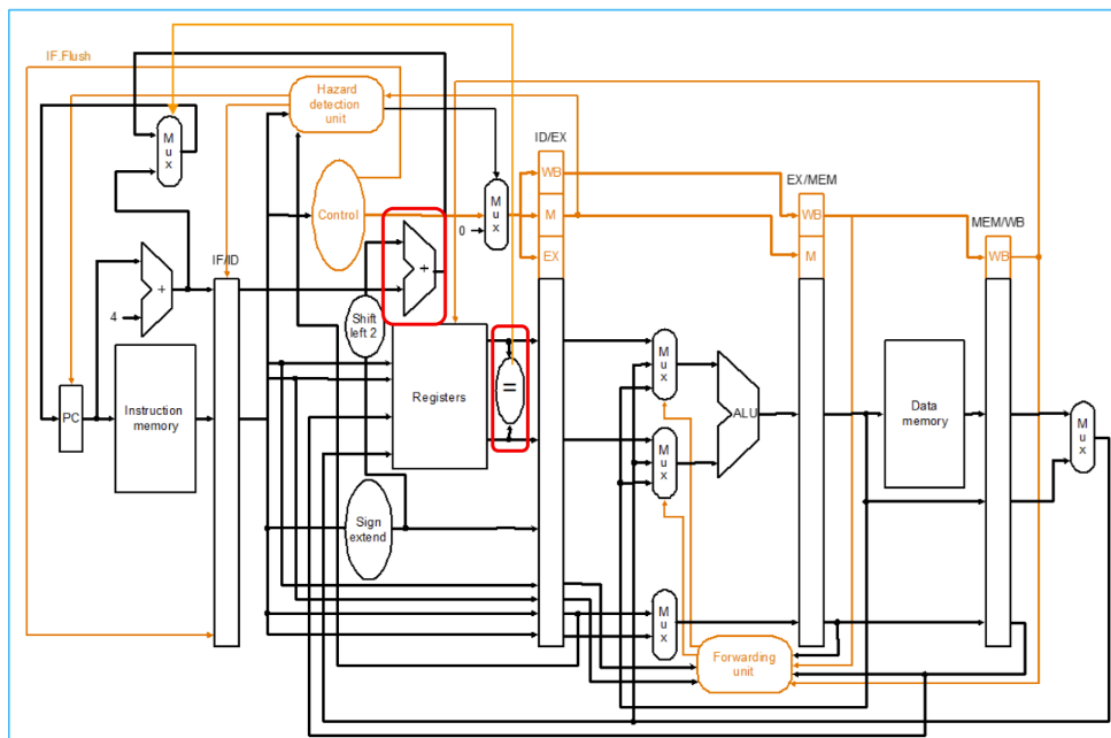 IF.Flush
Hazard
detection
unit
M
u
x
ID/EX
WB
EX/MEM
Control
M
u
x
M
WB
MEM/WB
0
IF/ID
+
EX
M
WB
+
4
Shift
left 2
=
M
u
x
PC
Instruction
memory
Registers
ALU
Data
memory
M
u
x
M
u
x
Sign
extend
M
u
x
Forwarding
unit